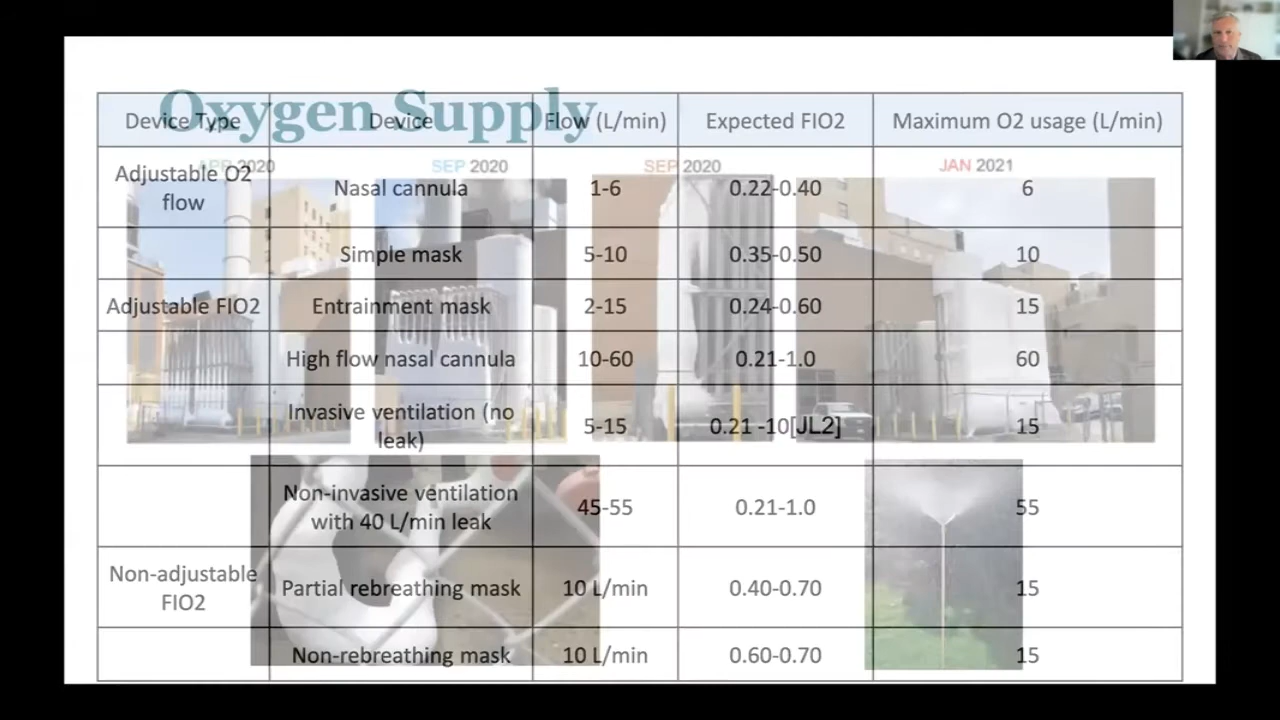 Oxygen Supply
APR 2020
SEP 2020
SEP 2020
JAN 2021
Device Type Device Flow (L/min) Expected FIO2 Maximum O2 usage (L/min)
Adjustable O2
flow
Nasal cannula 1-6 0.22-0.40 6
Simple mask 5-10 0.35-0.50 10
Adjustable FIO2 Entrainment mask 2-15 0.24-0.60 15
High flow nasal cannula 10-60 0.21-1.0 60
Invasive ventilation (no
leak)
5-15 0.21 -10[JL2] 15
Non-invasive ventilation
with 40 L/min leak
45-55 0.21-1.0 55
Non-adjustable
FIO2
Partial rebreathing mask 10 L/min 0.40-0.70 15
Non-rebreathing mask 10 L/min 0.60-0.70 15